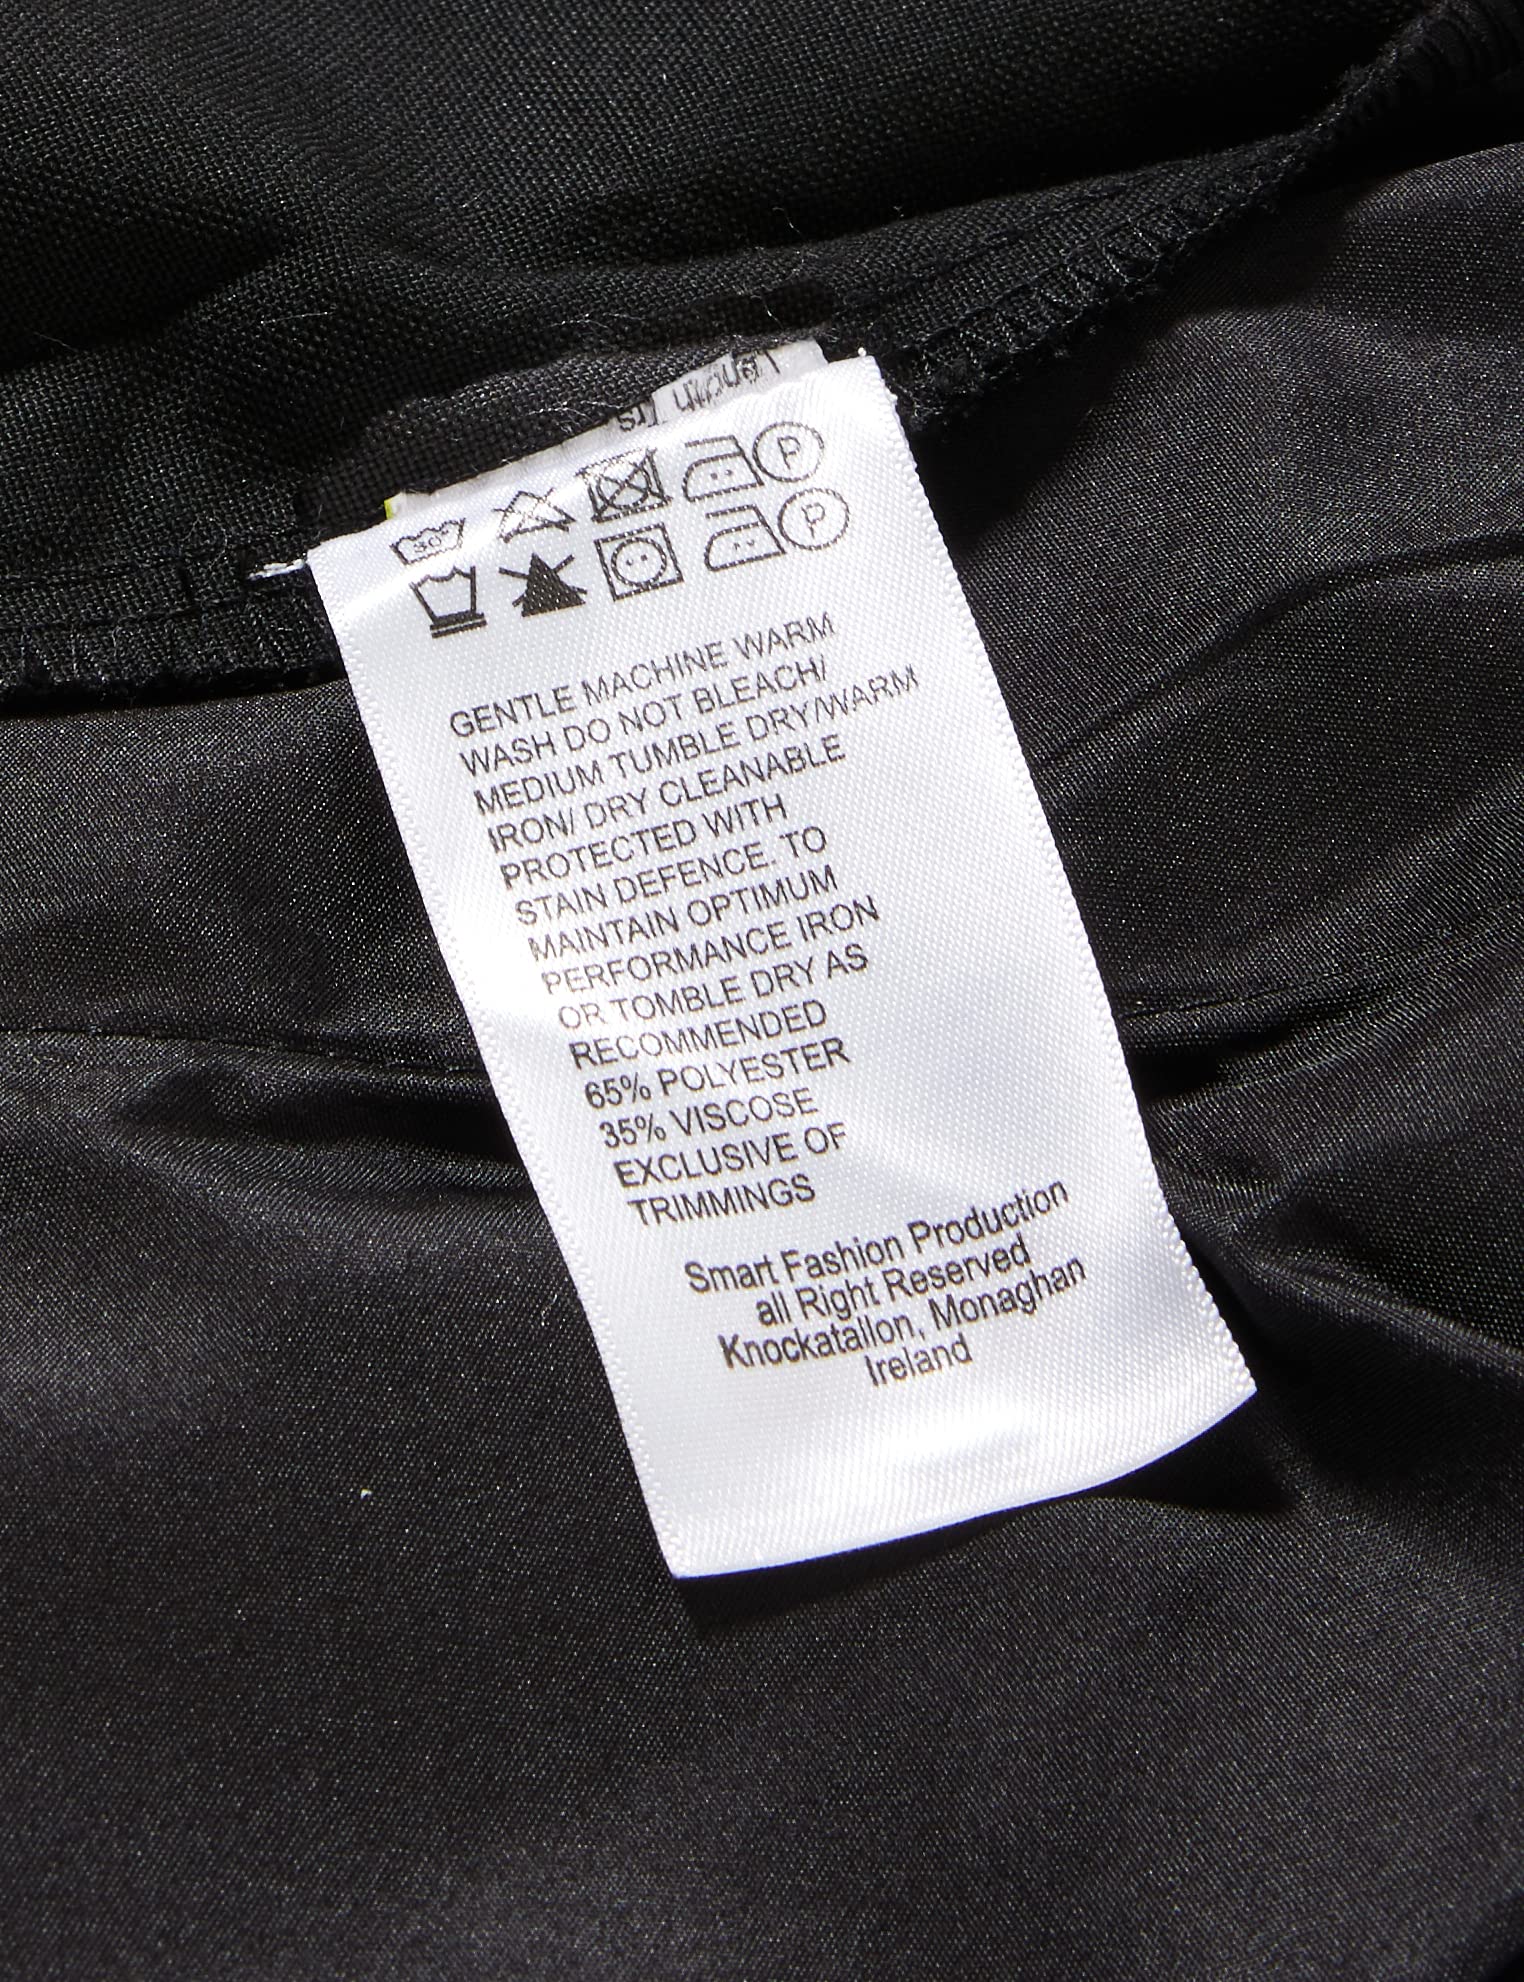 Length
30°
P
P
GENTLE MACHINE WARM
WASH DO NOT BLEACH/
MEDIUM TUMBLE DRY/WARM
IRON/ DRY CLEANABLE
PROTECTED WITH
STAIN DEFENCE. TO
MAINTAIN OPTIMUM
PERFORMANCE IRON
OR TOMBLE DRY AS
RECOMMENDED
65% POLYESTER
35% VISCOSE
EXCLUSIVE OF
TRIMMINGS
Smart Fashion Production
all Right Reserved
Knockatallon, Monaghan
Ireland